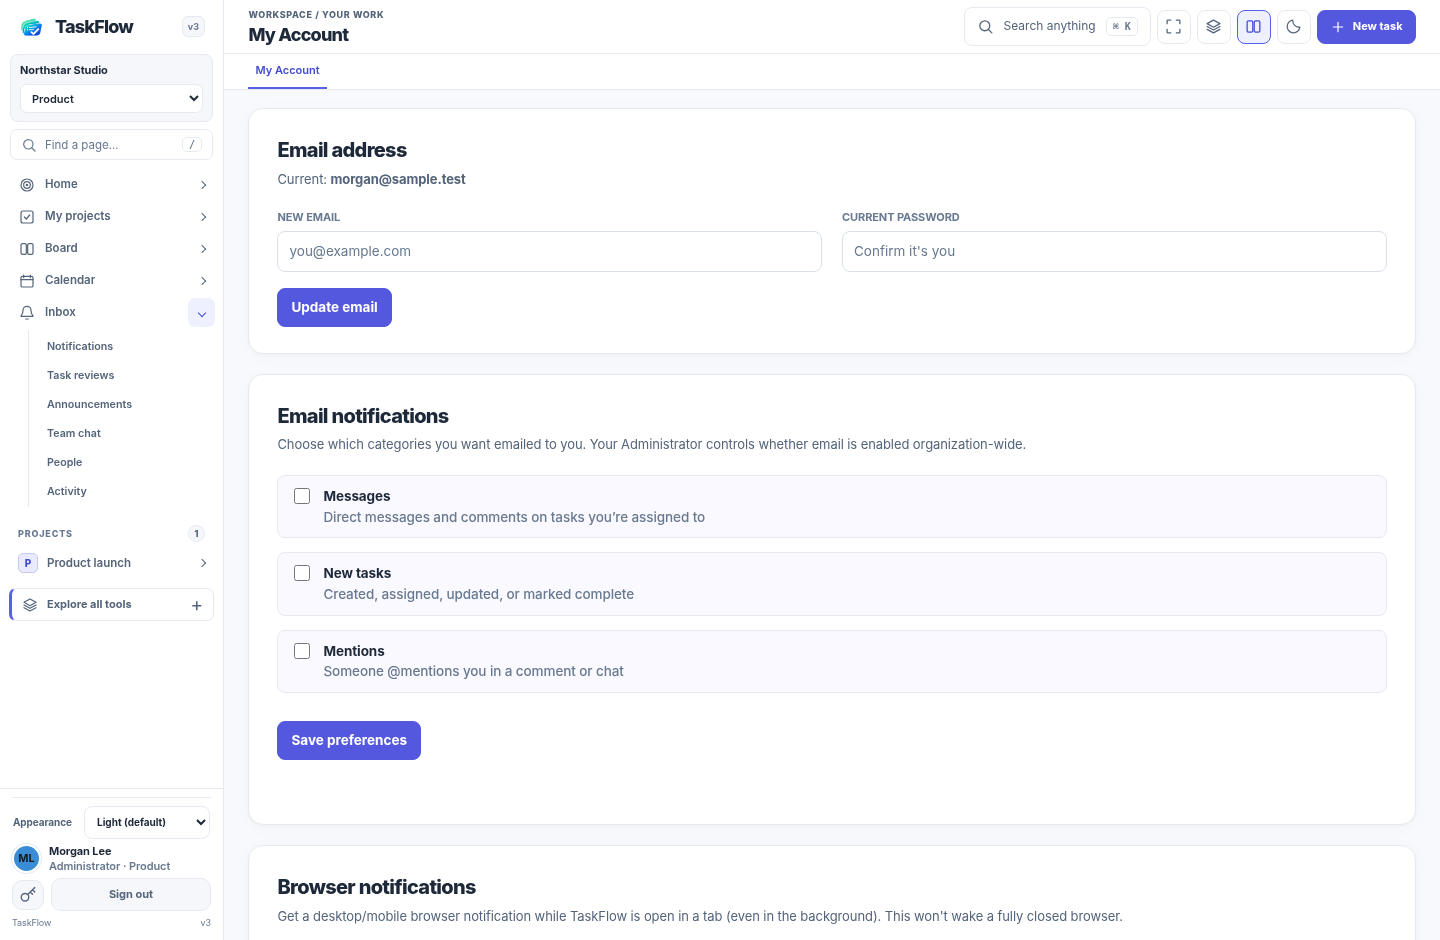 TaskFlow
v3
Northstar Studio
Product
Find a page...
/
Home
My projects
Board
Calendar
Inbox
Notifications
Task reviews
Announcements
Team chat
People
Activity
PROJECTS
1
P
Product launch
Explore all tools
+
Appearance
Light (default)
ML
Morgan Lee
Administrator · Product
Sign out
TaskFlow
v3
WORKSPACE / YOUR WORK
My Account
Search anything
⌘ K
New task
My Account
Email address
Current: morgan@sample.test
NEW EMAIL
CURRENT PASSWORD
you@example.com
Confirm it's you
Update email
Email notifications
Choose which categories you want emailed to you. Your Administrator controls whether email is enabled organization-wide.
Messages
Direct messages and comments on tasks you’re assigned to
New tasks
Created, assigned, updated, or marked complete
Mentions
Someone @mentions you in a comment or chat
Save preferences
Browser notifications
Get a desktop/mobile browser notification while TaskFlow is open in a tab (even in the background). This won't wake a fully closed browser.